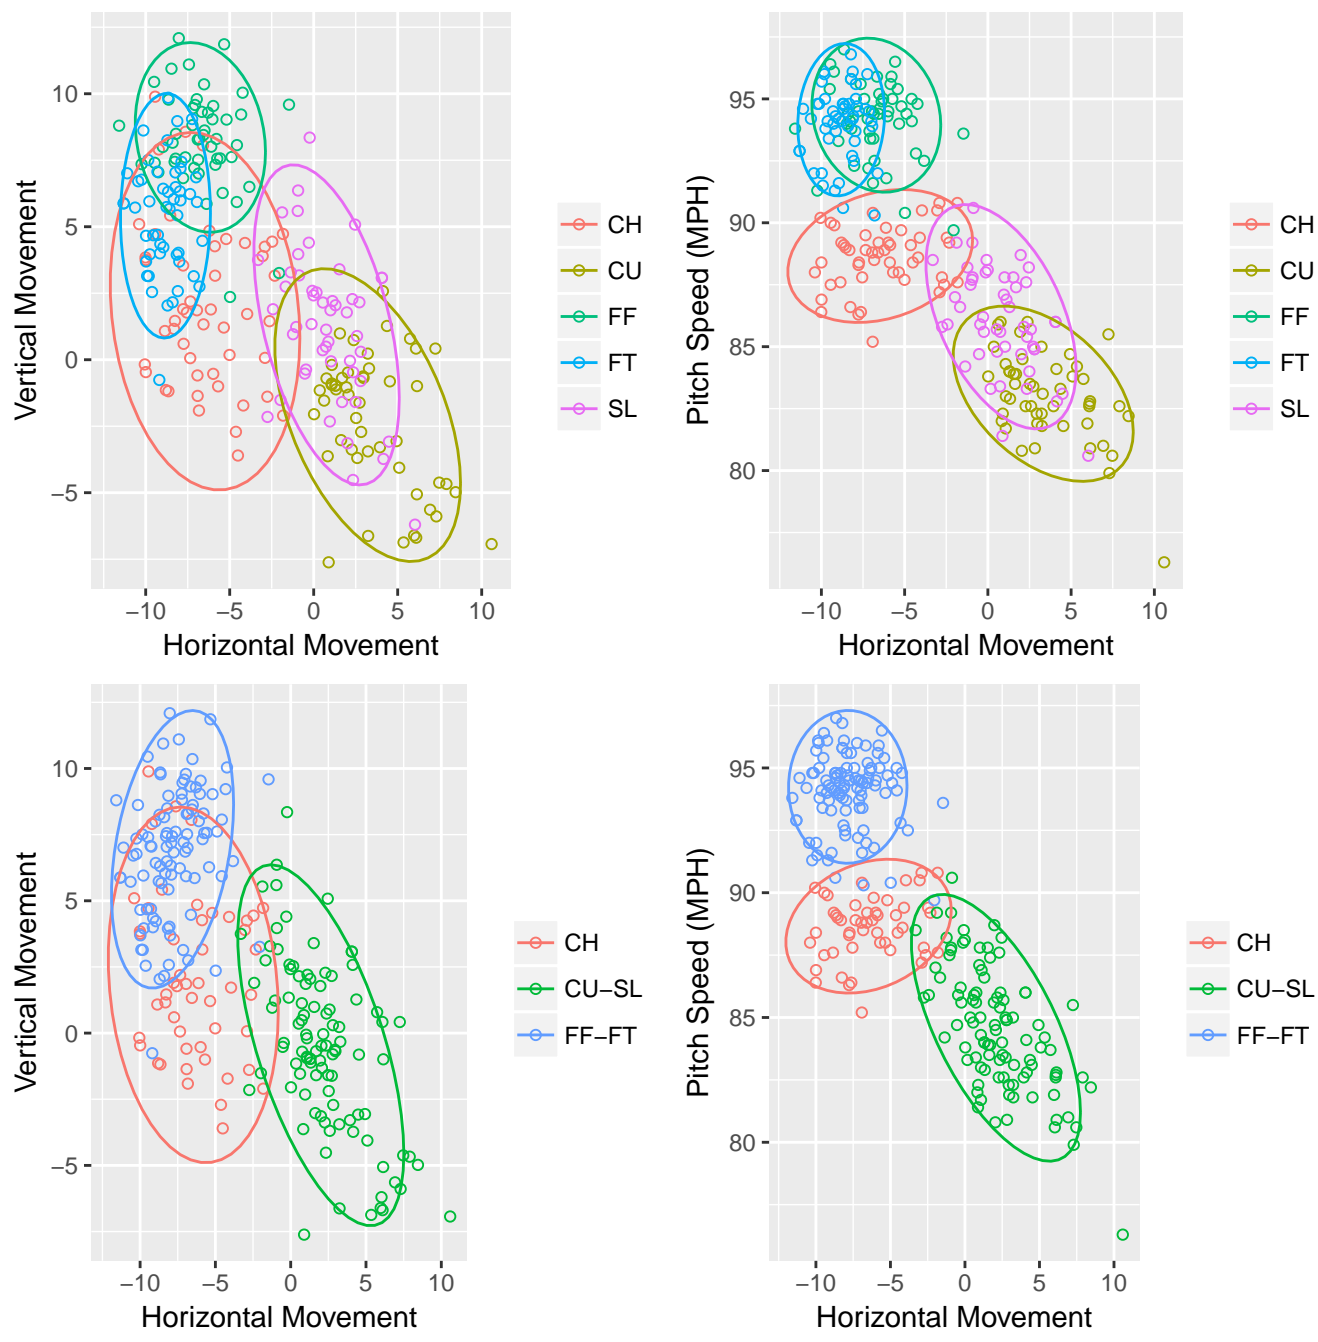 Vertical Movement
10
5
0
−5
−10 −5 0 5 10
Horizontal Movement
CH
CU
FF
FT
SL
Pitch Speed (MPH)
95
90
85
80
−10 −5 0 5 10
Horizontal Movement
CH
CU
FF
FT
SL
Vertical Movement
10
5
0
−5
−10 −5 0 5 10
Horizontal Movement
CH
CU−SL
FF−FT
Pitch Speed (MPH)
95
90
85
80
−10 −5 0 5 10
Horizontal Movement
CH
CU−SL
FF−FT